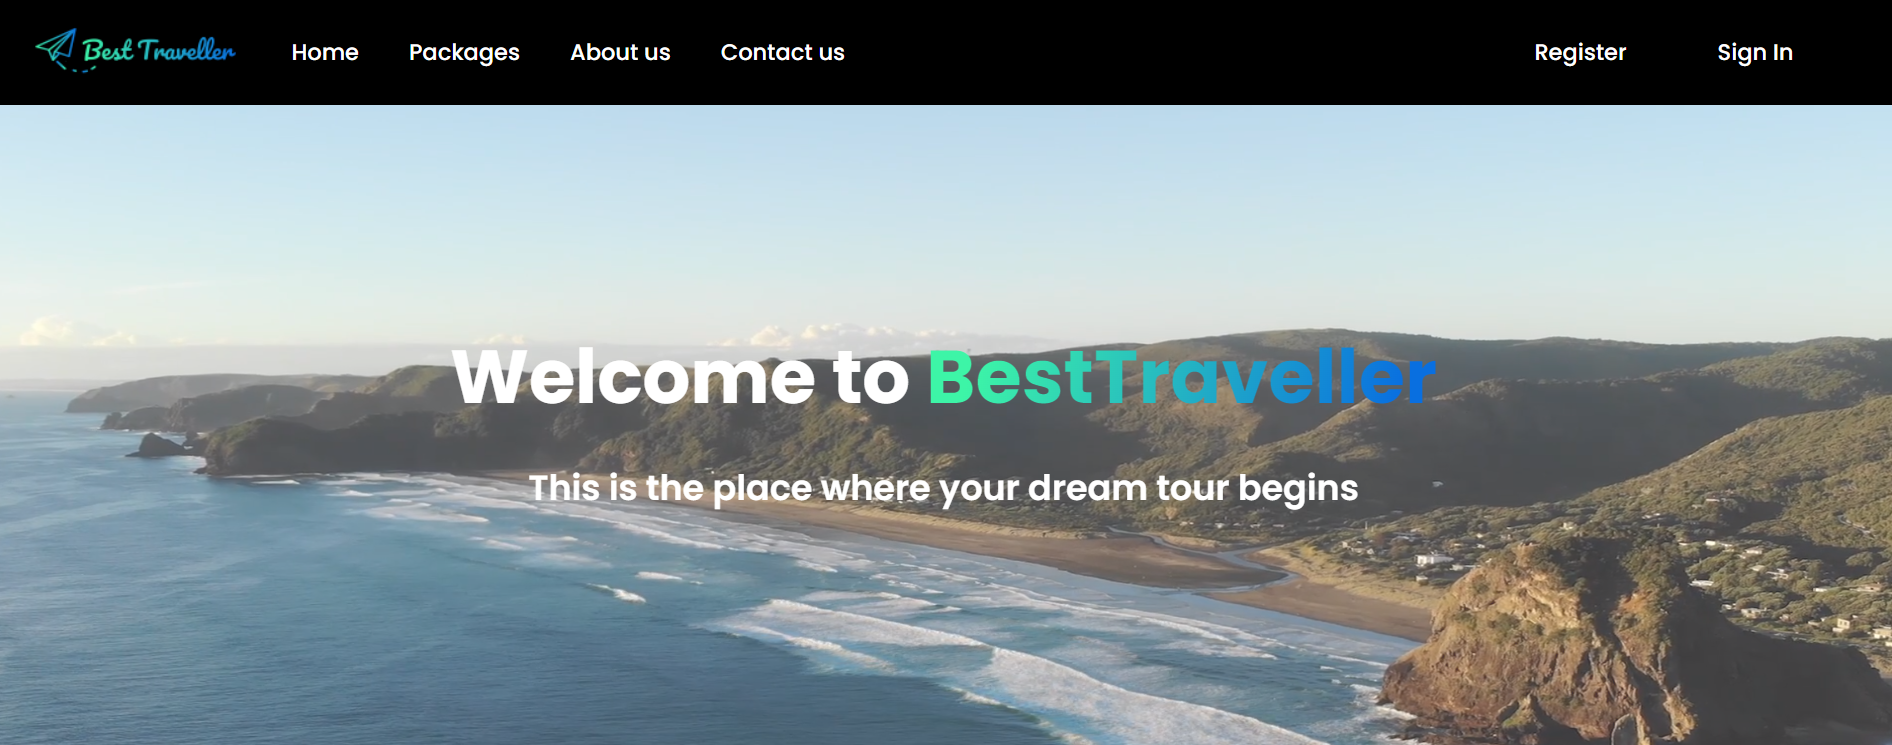 Best Traveller Home Packages About us Contact us Register Sign In
Welcome to BestTraveller
This is the place where your dream tour begins